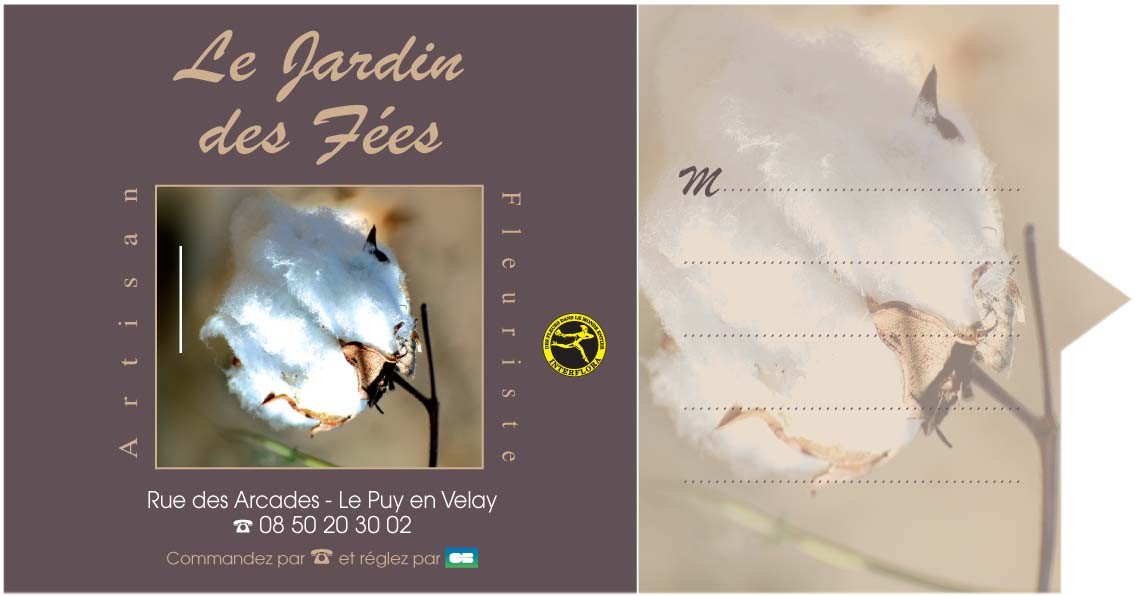 Le Jardin
des Fées
Artisan
Fleuriste
INTERFLORA
Rue des Arcades - Le Puy en Velay
☎ 08 50 20 30 02
Commandez par ☎ et réglez par CB
M